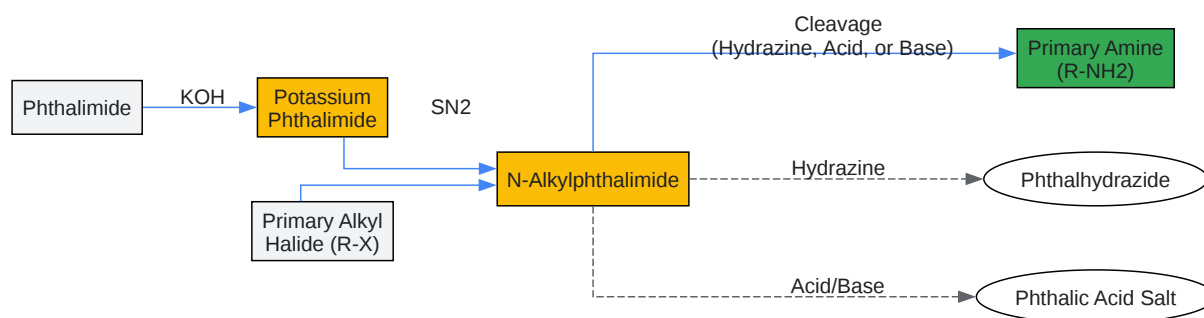 Phthalimide
KOH
Potassium
Phthalimide
SN2
Primary Alkyl
Halide (R-X)
N-Alkylphthalimide
Cleavage
(Hydrazine, Acid, or Base)
Primary Amine
(R-NH2)
Hydrazine
Phthalhydrazide
Acid/Base
Phthalic Acid Salt